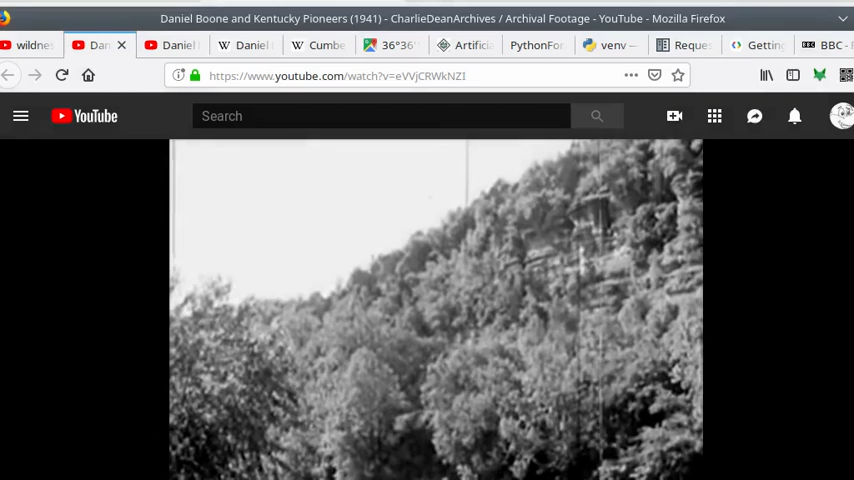 Daniel Boone and Kentucky Pioneers (1941) - CharlieDeanArchives / Archival Footage - YouTube - Mozilla Firefox
wildnes Dan Daniel Daniel Cumbe 36°36' Artificia PythonFor venv — Reques Getting BBC -
https://www.youtube.com/watch?v=eVVjCRWkNZI
YouTube Search